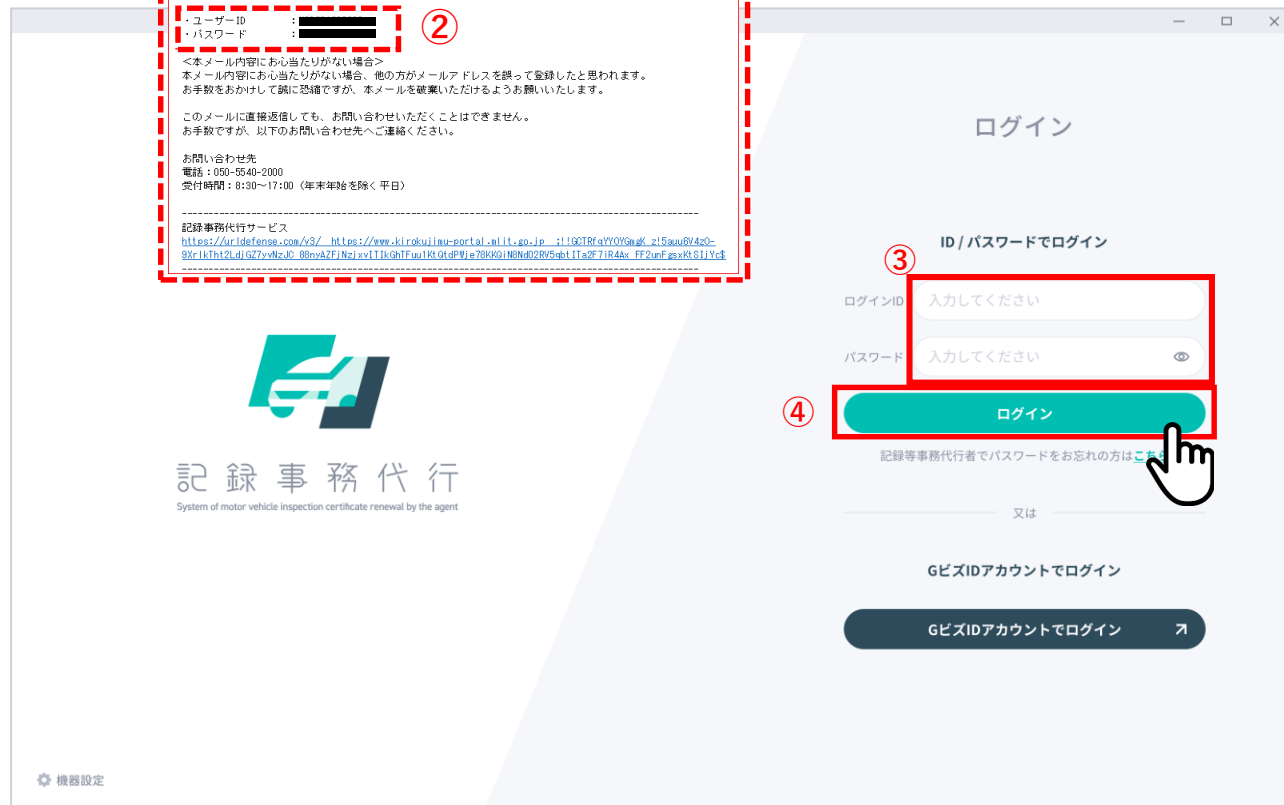 ・ユーザーID :
・パスワード :
②
<本メール内容にお心当たりがない場合>
本メール内容にお心当たりがない場合、他の方がメールアドレスを誤って登録したと思われます。
お手数をおかけして誠に恐縮ですが、本メールを破棄いただけるようお願いいたします。
このメールに直接返信しても、お問い合わせいただくことはできません。
お手数ですが、以下のお問い合わせ先へご連絡ください。
お問い合わせ先
電話：050-5540-2000
受付時間：8:30～17:00（年末年始を除く平日）
記録事務代行サービス
https://urldefense.com/v3/__https://www.kirokujimu-portal.mlit.go.jp__;!!GCTRfqYYOYGmgK_z!5auu6V4zO-
記録事務代行
System of motor vehicle inspection certificate renewal by the agent
機器設定
ログイン
ID / パスワードでログイン
③
ログインID 入力してください
パスワード 入力してください
④
ログイン
記録等事務代行者でパスワードをお忘れの方はこちら
又は
GビズIDアカウントでログイン
GビズIDアカウントでログイン